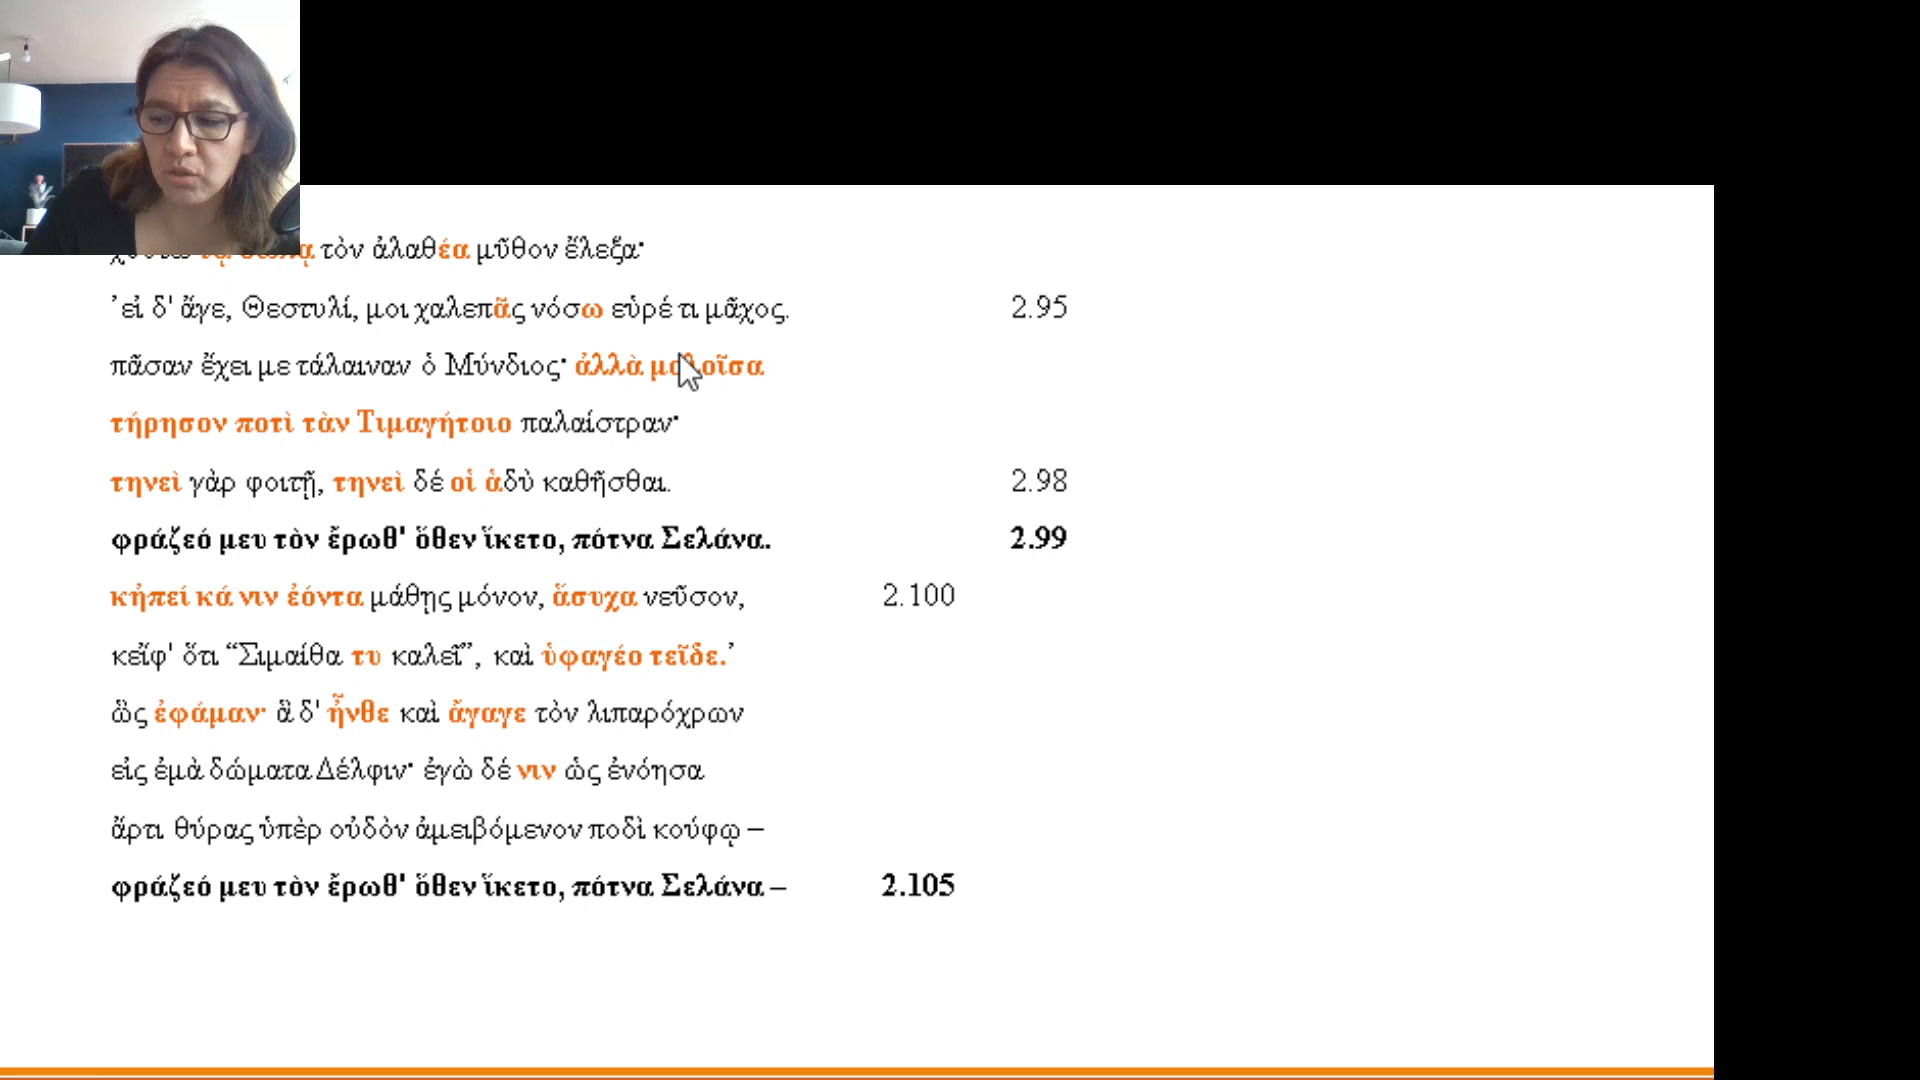 τὸν ἀλαθέα μῦθον ἔλεξα·
᾽εἰ δ' ἄγε, Θεστυλί, μοι χαλεπᾶς νόσω εὑρέ τι μᾶχος. 2.95
πᾶσαν ἔχει με τάλαιναν ὁ Μύνδιος· ἀλλὰ μολοῖσα
τήρησον ποτὶ τὰν Τιμαγήτοιο παλαίστραν·
τηνεὶ γὰρ φοιτῇ, τηνεὶ δέ οἱ ἁδὺ καθῆσθαι. 2.98
φράζεό μευ τὸν ἔρωθ' ὅθεν ἵκετο, πότνα Σελάνα. 2.99
κἠπεί κά νιν ἐόντα μάθῃς μόνον, ἅσυχα νεῦσον, 2.100
κεἴφ' ὅτι “Σιμαίθα τυ καλεῖ”, καὶ ὑφαγέο τεῖδε.᾽
ὣς ἐφάμαν· ἃ δ' ἦνθε καὶ ἄγαγε τὸν λιπαρόχρων
εἰς ἐμὰ δώματα Δέλφιν· ἐγὼ δέ νιν ὡς ἐνόησα
ἄρτι θύρας ὑπὲρ οὐδὸν ἀμειβόμενον ποδὶ κούφῳ –
φράζεό μευ τὸν ἔρωθ' ὅθεν ἵκετο, πότνα Σελάνα – 2.105